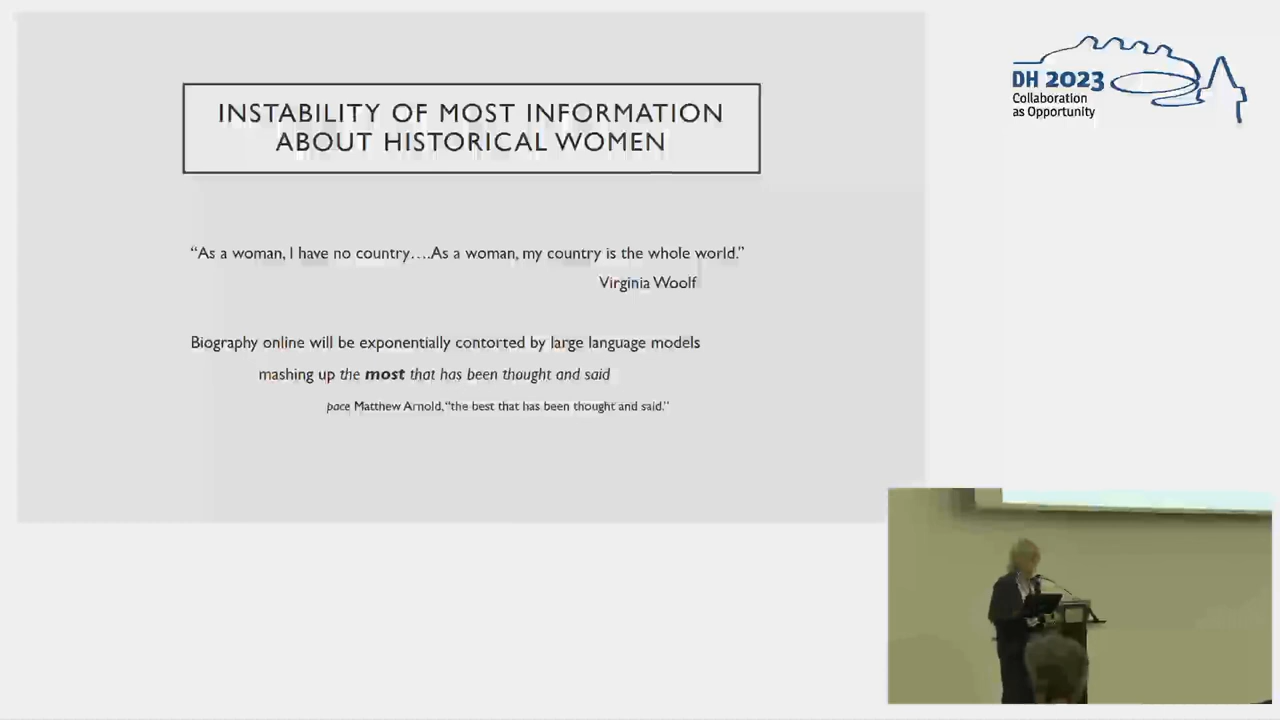 INSTABILITY OF MOST INFORMATION
ABOUT HISTORICAL WOMEN
“As a woman, I have no country….As a woman, my country is the whole world.”
Virginia Woolf
Biography online will be exponentially contorted by large language models
mashing up the most that has been thought and said
pace Matthew Arnold, “the best that has been thought and said.”
DH 2023
Collaboration
as Opportunity